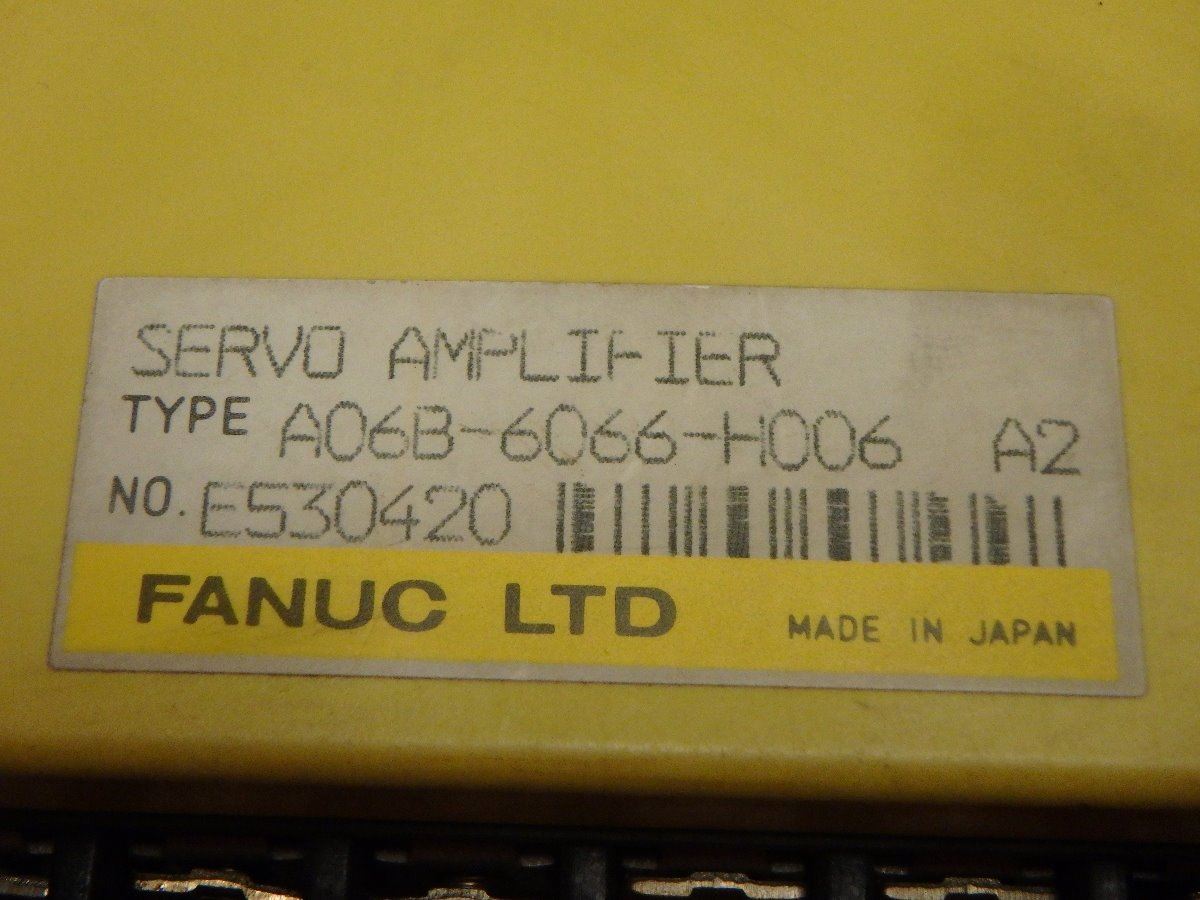 SERVO AMPLIFIER
TYPE A06B-6066-H006 A2
NO. E530420
FANUC LTD MADE IN JAPAN